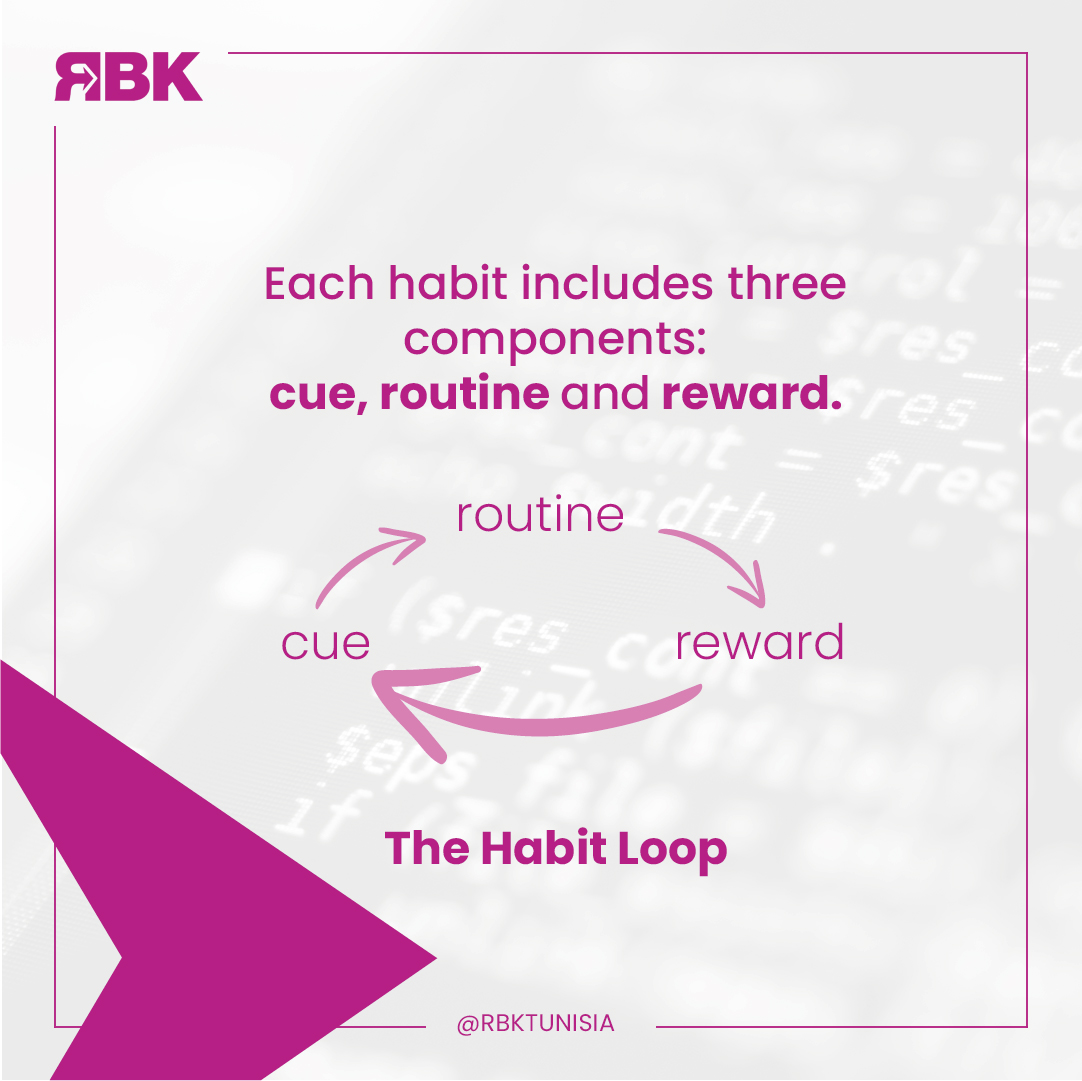 RBK
Each habit includes three
components:
cue, routine and reward.
routine
cue
reward
The Habit Loop
@RBKTUNISIA